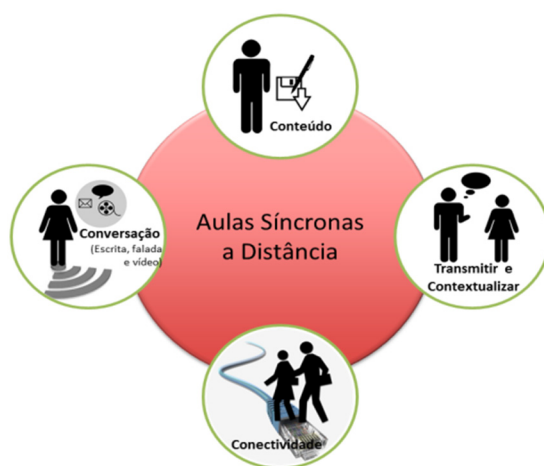 Conteúdo
Aulas Síncronas
a Distância
Conversação
(Escrita, falada
e vídeo)
Transmitir e
Contextualizar
Conectividade